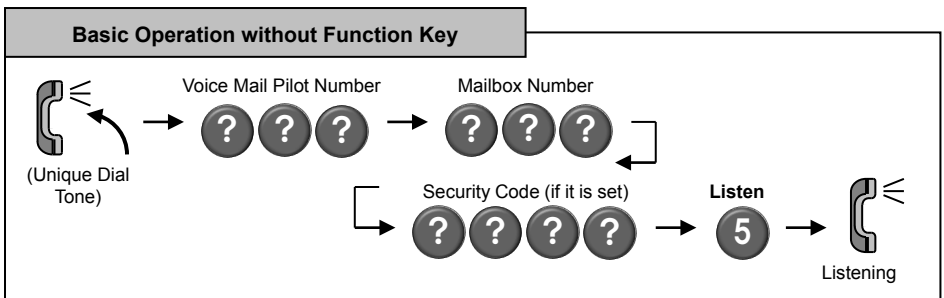 Basic Operation without Function Key
Voice Mail Pilot Number
Mailbox Number
? ? ?
? ? ?
(Unique Dial
Tone)
Security Code (if it is set)
Listen
? ? ? ?
5
Listening